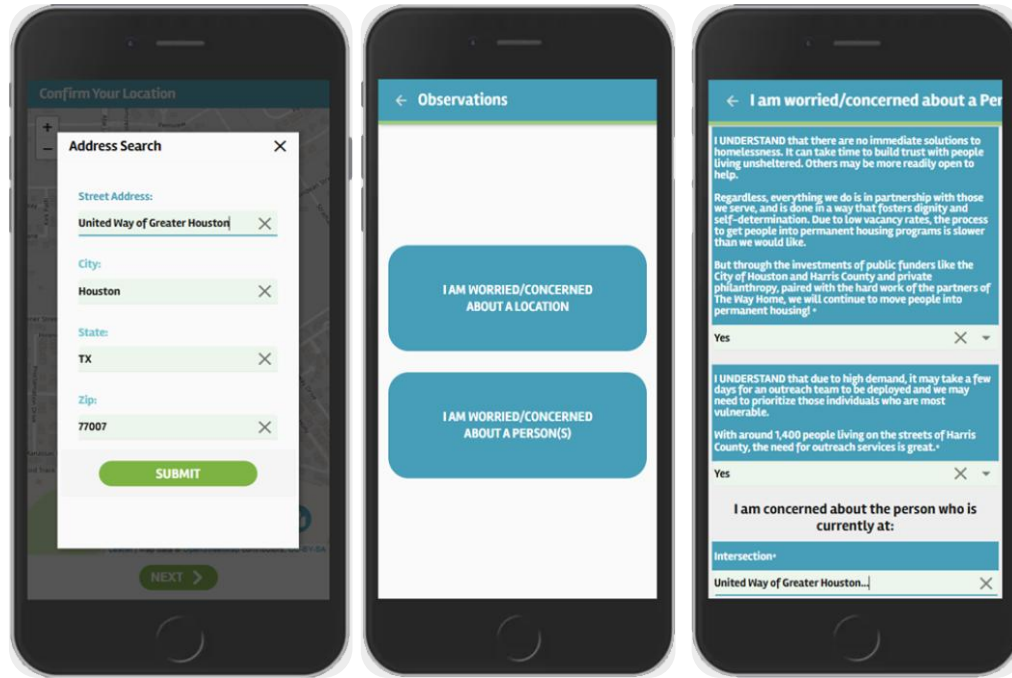 Confirm Your Location
+
−
Address Search
Street Address:
United Way of Greater Houston
City:
Houston
State:
TX
Zip:
77007
SUBMIT
NEXT
Observations
I AM WORRIED/CONCERNED
ABOUT A LOCATION
I AM WORRIED/CONCERNED
ABOUT A PERSON(S)
I am worried/concerned about a Per
I UNDERSTAND that there are no immediate solutions to
homelessness. It can take time to build trust with people
living unsheltered. Others may be more readily open to
help.
Regardless, everything we do is in partnership with those
we serve, and is done in a way that fosters dignity and
self-determination. Due to low vacancy rates, the process
to get people into permanent housing programs is slower
than we would like.
But through the investments of public funders like the
City of Houston and Harris County and private
philanthropy, paired with the hard work of the partners of
The Way Home, we will continue to move people into
permanent housing! *
Yes
I UNDERSTAND that due to high demand, it may take a few
days for an outreach team to be deployed and we may
need to prioritize those individuals who are most
vulnerable.
With around 1,400 people living on the streets of Harris
County, the need for outreach services is great.*
Yes
I am concerned about the person who is
currently at:
Intersection*
United Way of Greater Houston...